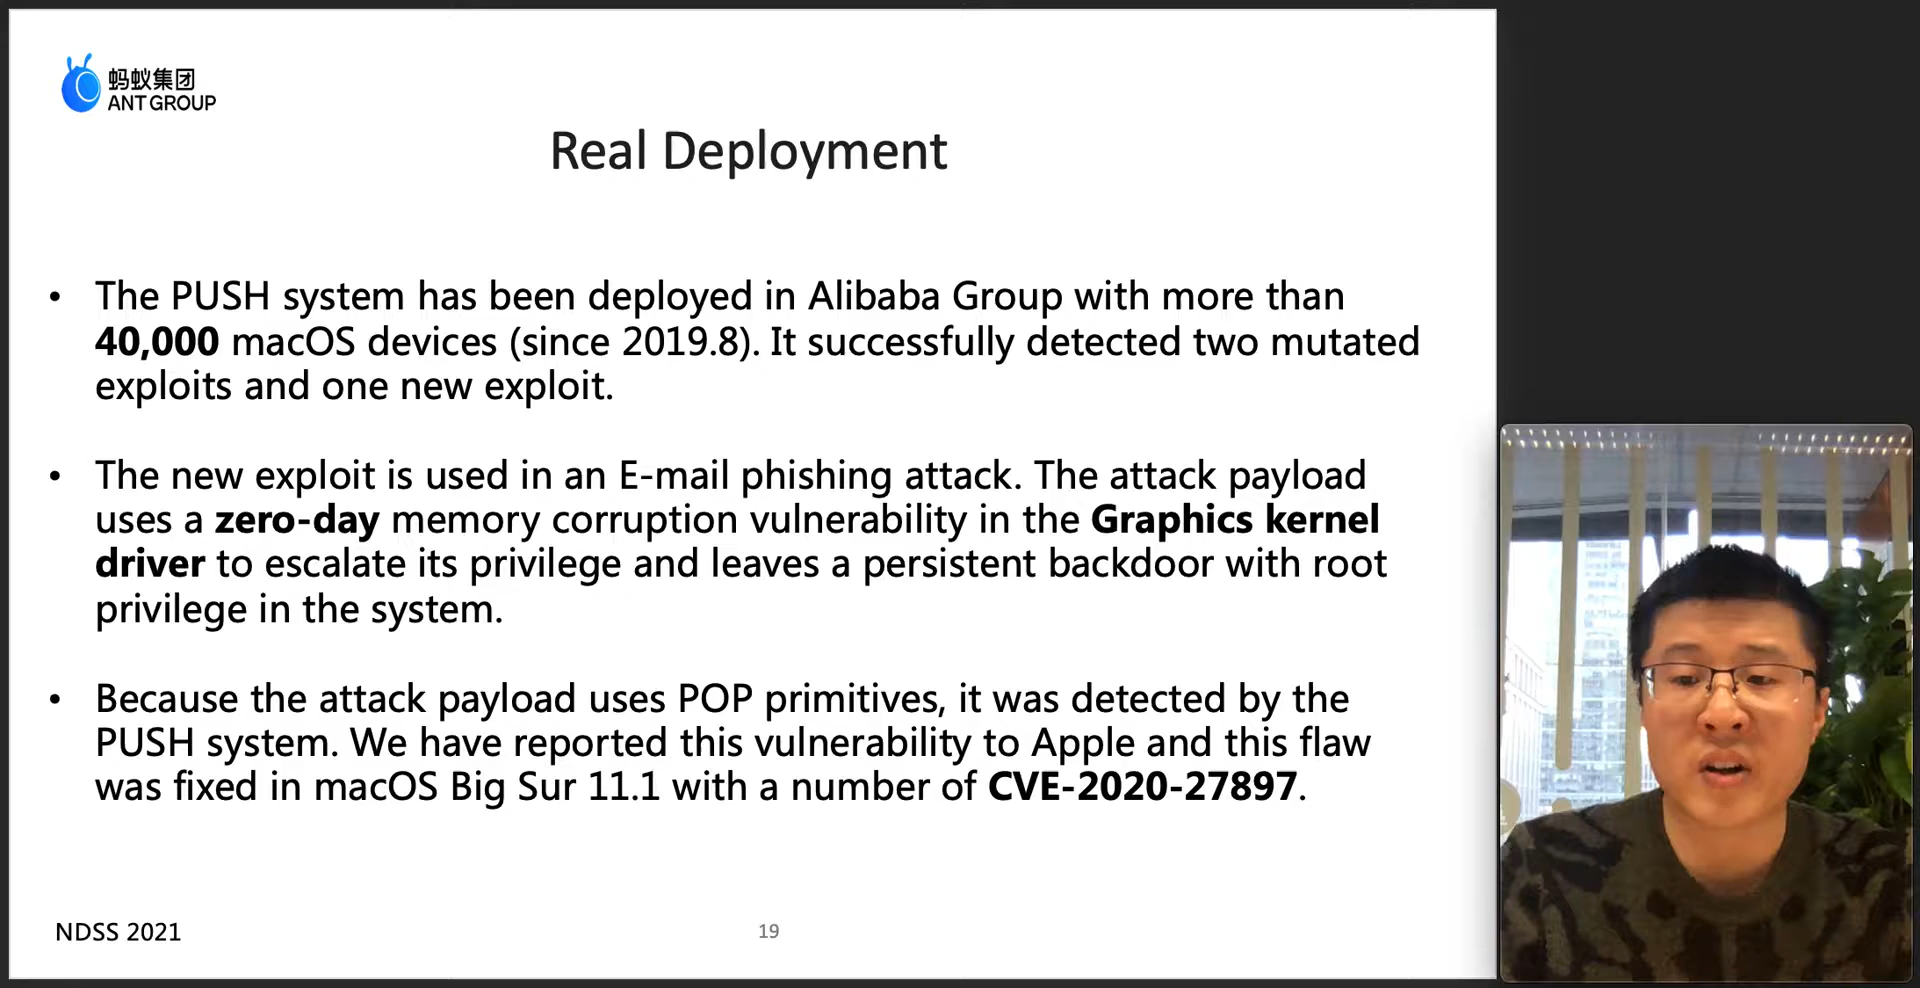 蚂蚁集团
ANT GROUP
Real Deployment
• The PUSH system has been deployed in Alibaba Group with more than
40,000 macOS devices (since 2019.8). It successfully detected two mutated
exploits and one new exploit.
• The new exploit is used in an E-mail phishing attack. The attack payload
uses a zero-day memory corruption vulnerability in the Graphics kernel
driver to escalate its privilege and leaves a persistent backdoor with root
privilege in the system.
• Because the attack payload uses POP primitives, it was detected by the
PUSH system. We have reported this vulnerability to Apple and this flaw
was fixed in macOS Big Sur 11.1 with a number of CVE-2020-27897.
NDSS 2021
19